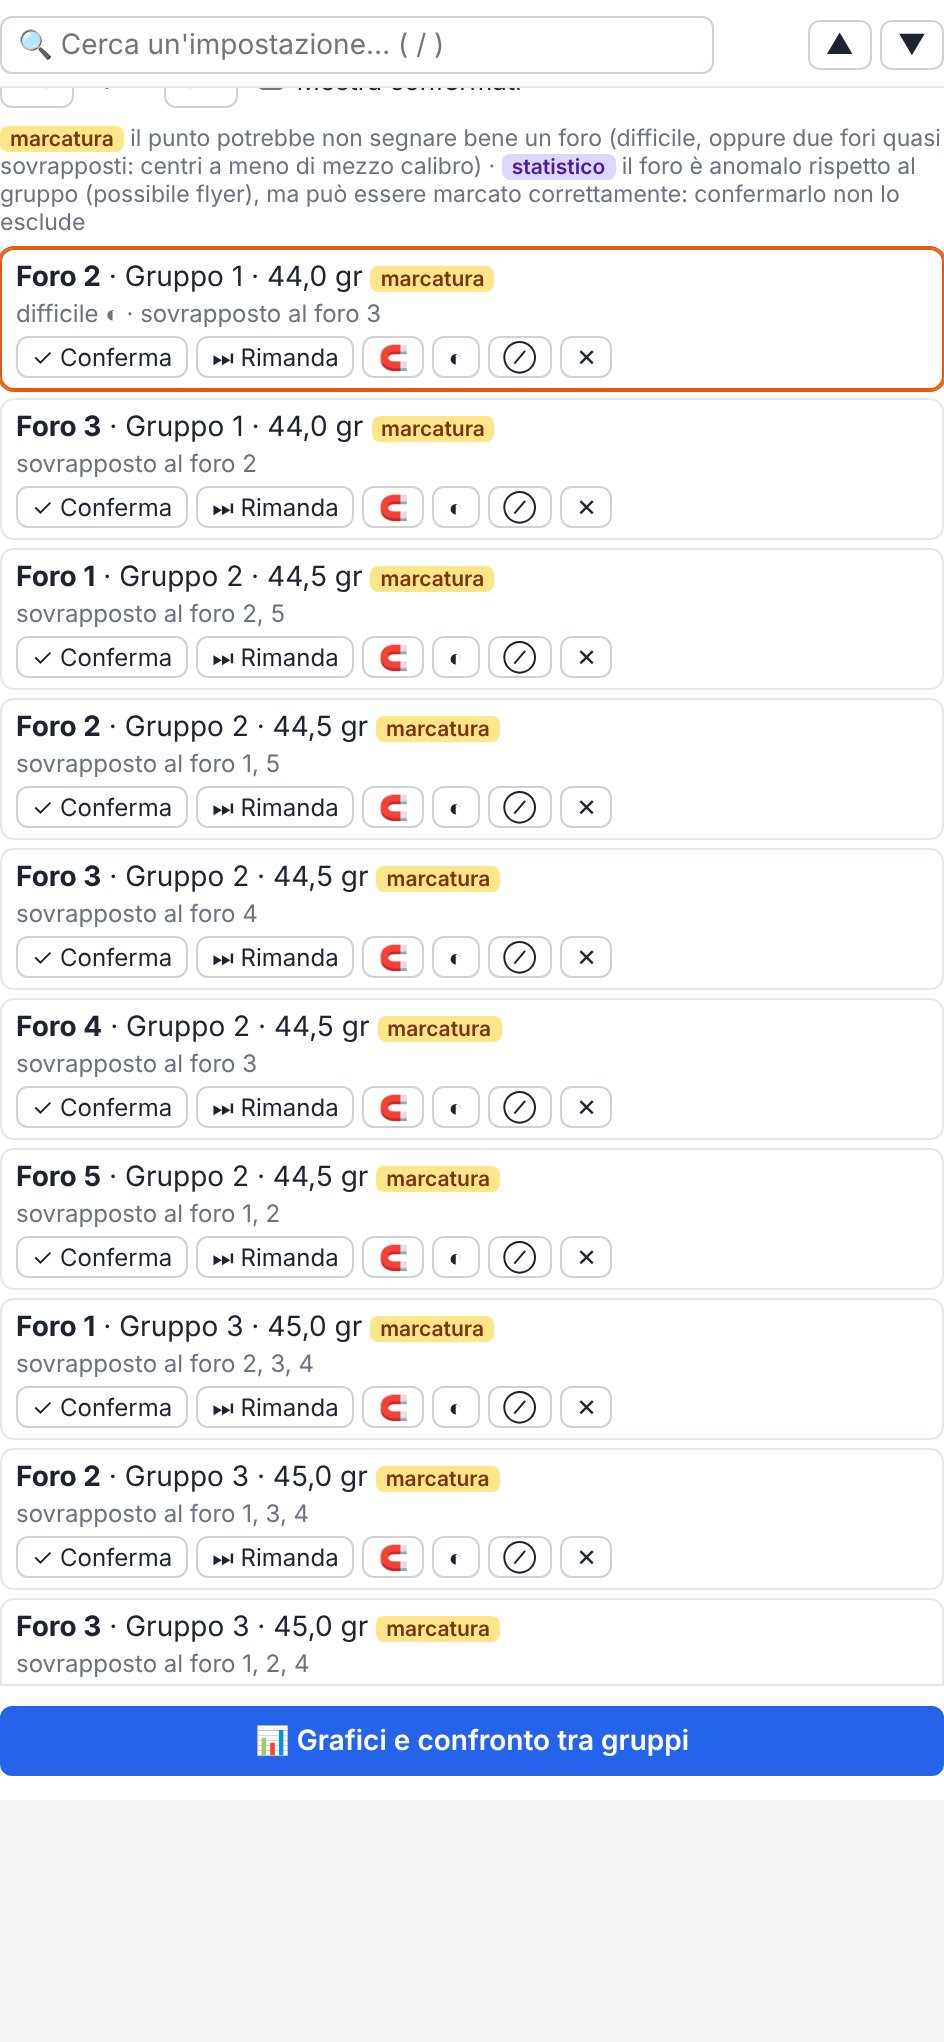 🔍 Cerca un'impostazione... ( / )
▲ ▼
Mostra confermati
marcatura il punto potrebbe non segnare bene un foro (difficile, oppure due fori quasi
sovrapposti: centri a meno di mezzo calibro) · statistico il foro è anomalo rispetto al
gruppo (possibile flyer), ma può essere marcato correttamente: confermarlo non lo
esclude
Foro 2 · Gruppo 1 · 44,0 gr marcatura
difficile ◖ · sovrapposto al foro 3
✓ Conferma ⏭ Rimanda 🧲 ◖ ⊘ ✕
Foro 3 · Gruppo 1 · 44,0 gr marcatura
sovrapposto al foro 2
✓ Conferma ⏭ Rimanda 🧲 ◖ ⊘ ✕
Foro 1 · Gruppo 2 · 44,5 gr marcatura
sovrapposto al foro 2, 5
✓ Conferma ⏭ Rimanda 🧲 ◖ ⊘ ✕
Foro 2 · Gruppo 2 · 44,5 gr marcatura
sovrapposto al foro 1, 5
✓ Conferma ⏭ Rimanda 🧲 ◖ ⊘ ✕
Foro 3 · Gruppo 2 · 44,5 gr marcatura
sovrapposto al foro 4
✓ Conferma ⏭ Rimanda 🧲 ◖ ⊘ ✕
Foro 4 · Gruppo 2 · 44,5 gr marcatura
sovrapposto al foro 3
✓ Conferma ⏭ Rimanda 🧲 ◖ ⊘ ✕
Foro 5 · Gruppo 2 · 44,5 gr marcatura
sovrapposto al foro 1, 2
✓ Conferma ⏭ Rimanda 🧲 ◖ ⊘ ✕
Foro 1 · Gruppo 3 · 45,0 gr marcatura
sovrapposto al foro 2, 3, 4
✓ Conferma ⏭ Rimanda 🧲 ◖ ⊘ ✕
Foro 2 · Gruppo 3 · 45,0 gr marcatura
sovrapposto al foro 1, 3, 4
✓ Conferma ⏭ Rimanda 🧲 ◖ ⊘ ✕
Foro 3 · Gruppo 3 · 45,0 gr marcatura
sovrapposto al foro 1, 2, 4
📊 Grafici e confronto tra gruppi